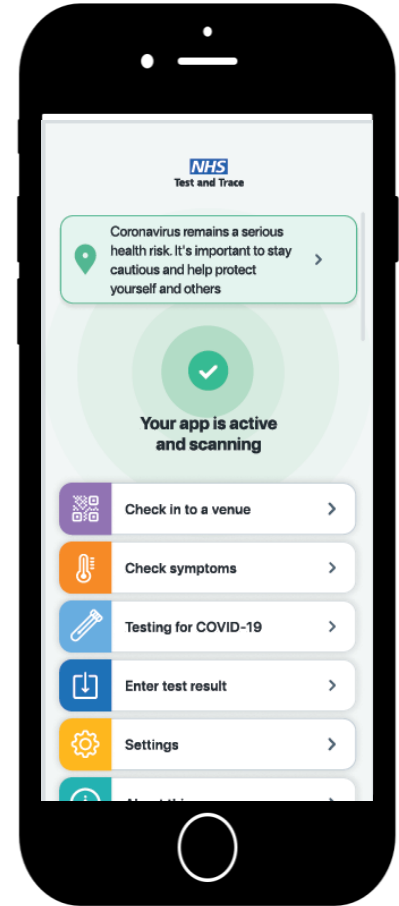 NHS
Test and Trace
Coronavirus remains a serious
health risk. It's important to stay
cautious and help protect
yourself and others
Your app is active
and scanning
Check in to a venue
Check symptoms
Testing for COVID-19
Enter test result
Settings